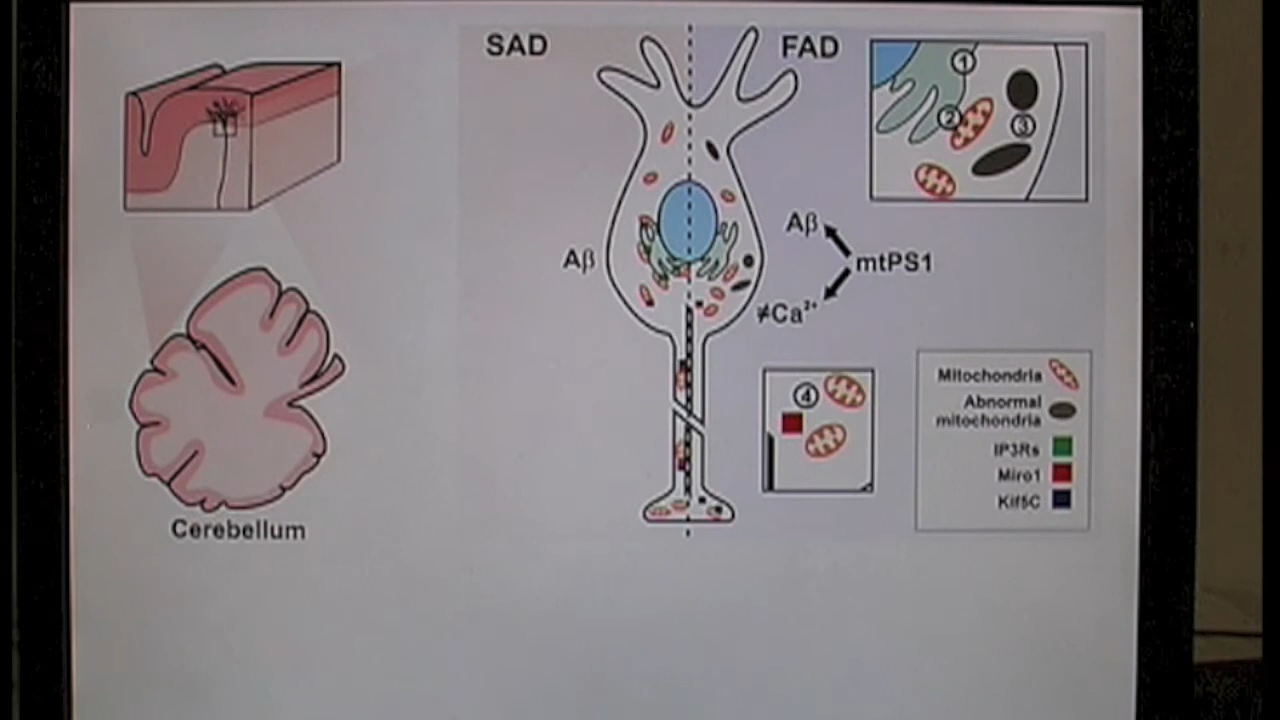 SAD
FAD
1
2
3
Aβ
Aβ
mtPS1
≠Ca²⁺
4
Mitochondria
Abnormal
mitochondria
IP3Rs
Miro1
Kif5C
Cerebellum